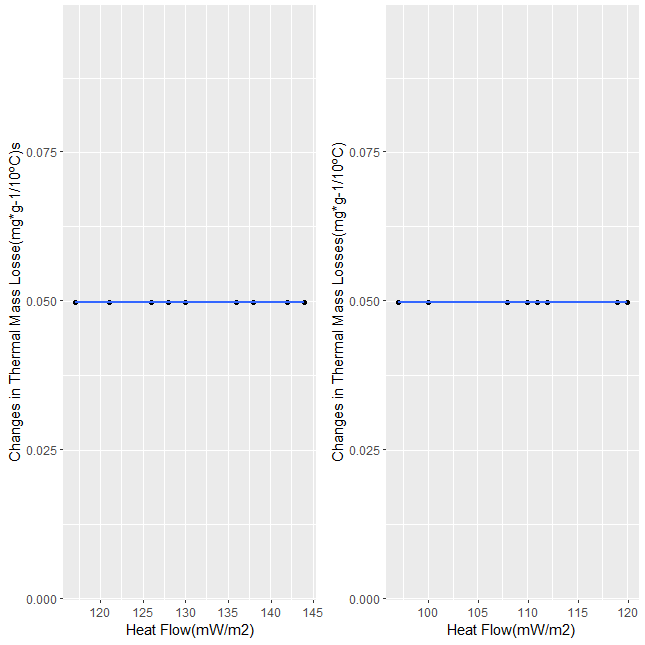 Changes in Thermal Mass Losse(mg*g-1/10ºC)s
0.075
0.050
0.025
0.000
120 125 130 135 140 145
Heat Flow(mW/m2)
Changes in Thermal Mass Losses(mg*g-1/10ºC)
0.075
0.050
0.025
0.000
100 105 110 115 120
Heat Flow(mW/m2)